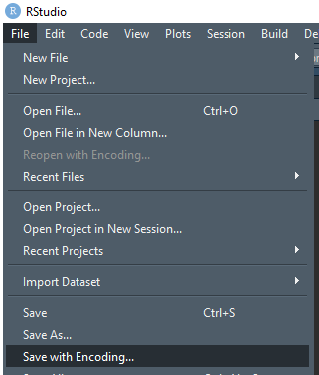 R RStudio
File Edit Code View Plots Session Build De
New File
New Project...
Open File... Ctrl+O
Open File in New Column...
Reopen with Encoding...
Recent Files
Open Project...
Open Project in New Session...
Recent Projects
Import Dataset
Save Ctrl+S
Save As...
Save with Encoding...